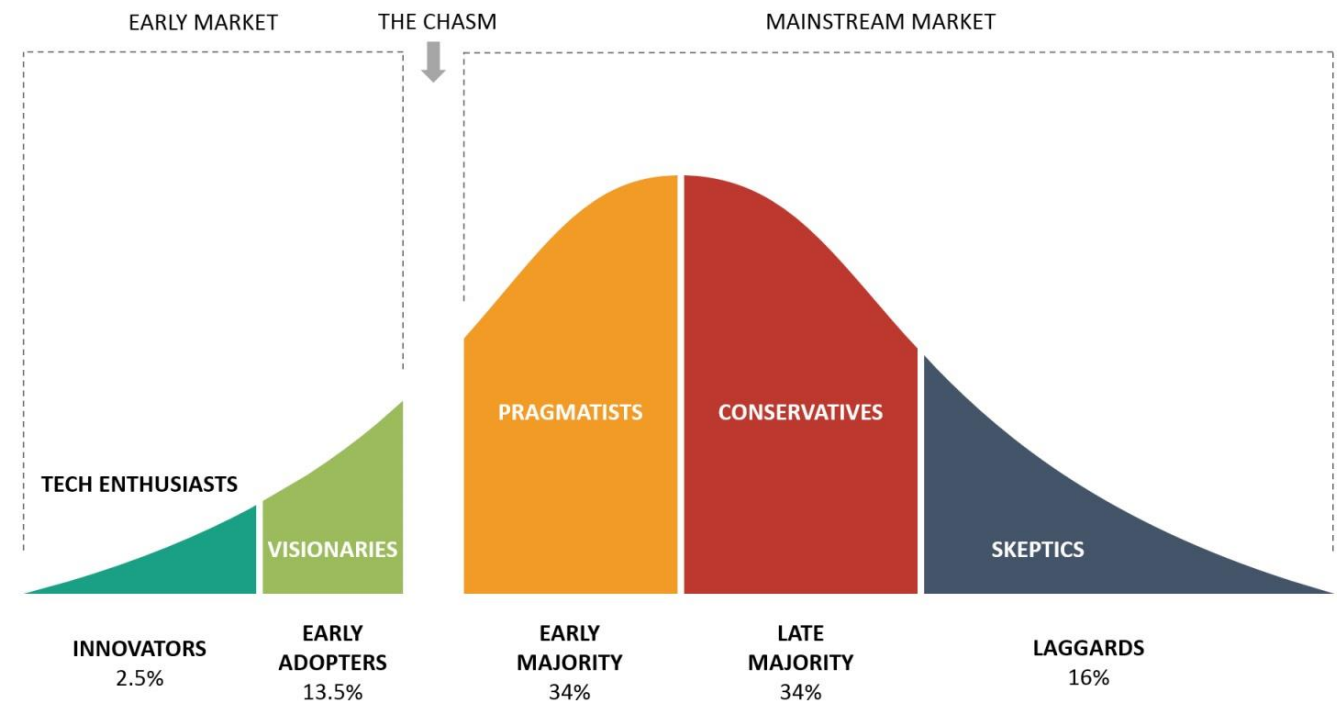 EARLY MARKET
THE CHASM
MAINSTREAM MARKET
TECH ENTHUSIASTS
VISIONARIES
PRAGMATISTS
CONSERVATIVES
SKEPTICS
INNOVATORS
2.5%
EARLY
ADOPTERS
13.5%
EARLY
MAJORITY
34%
LATE
MAJORITY
34%
LAGGARDS
16%